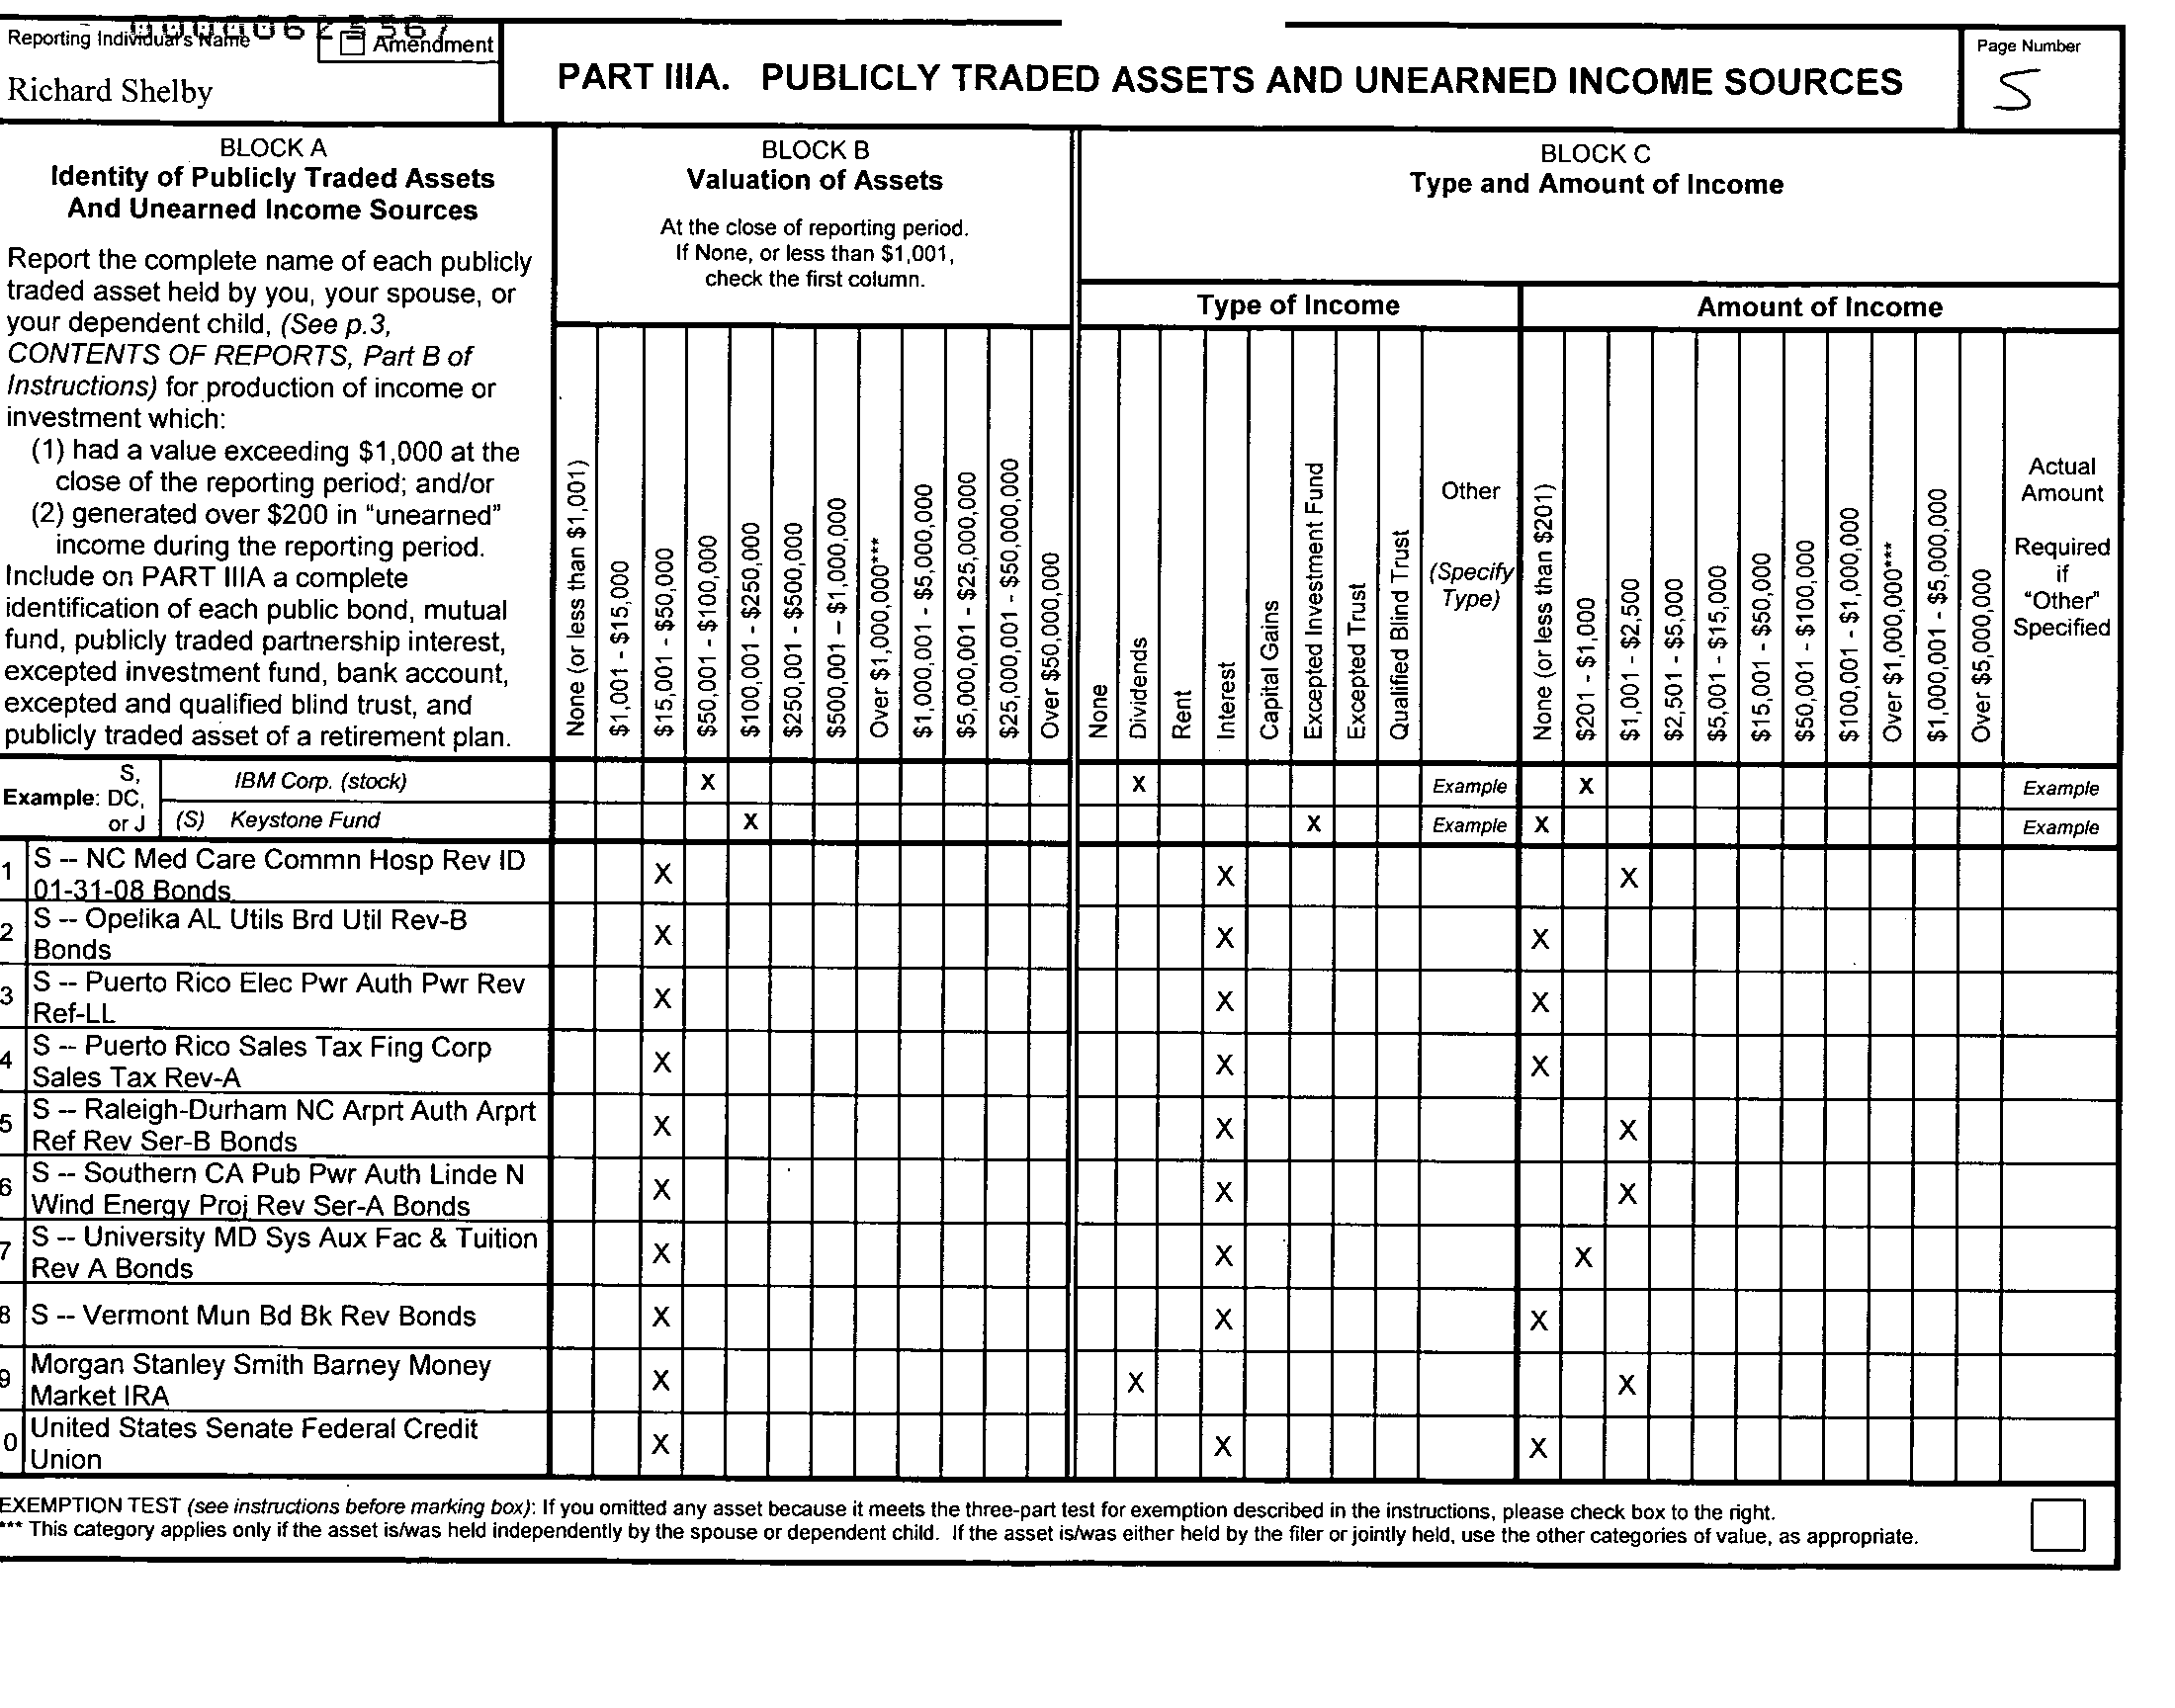 Reporting Individual's Name
Amendment
Richard Shelby
PART IIIA. PUBLICLY TRADED ASSETS AND UNEARNED INCOME SOURCES
Page Number
5
BLOCK A
Identity of Publicly Traded Assets
And Unearned Income Sources
Report the complete name of each publicly
traded asset held by you, your spouse, or
your dependent child, (See p.3,
CONTENTS OF REPORTS, Part B of
Instructions) for production of income or
investment which:
(1) had a value exceeding $1,000 at the
close of the reporting period; and/or
(2) generated over $200 in “unearned”
income during the reporting period.
Include on PART IIIA a complete
identification of each public bond, mutual
fund, publicly traded partnership interest,
excepted investment fund, bank account,
excepted and qualified blind trust, and
publicly traded asset of a retirement plan.
BLOCK B
Valuation of Assets
At the close of reporting period.
If None, or less than $1,001,
check the first column.
None (or less than $1,001)
$1,001 - $15,000
$15,001 - $50,000
$50,001 - $100,000
$100,001 - $250,000
$250,001 - $500,000
$500,001 – $1,000,000
Over $1,000,000***
$1,000,001 - $5,000,000
$5,000,001 - $25,000,000
$25,000,001 - $50,000,000
Over $50,000,000
BLOCK C
Type and Amount of Income
Type of Income
None
Dividends
Rent
Interest
Capital Gains
Excepted Investment Fund
Excepted Trust
Qualified Blind Trust
Other
(Specify
Type)
Amount of Income
None (or less than $201)
$201 - $1,000
$1,001 - $2,500
$2,501 - $5,000
$5,001 - $15,000
$15,001 - $50,000
$50,001 - $100,000
$100,001 - $1,000,000
Over $1,000,000***
$1,000,001 - $5,000,000
Over $5,000,000
Actual
Amount
Required
if
“Other”
Specified
Example: S, DC, or J
IBM Corp. (stock) X X Example X Example
(S) Keystone Fund X X Example X Example
1 S -- NC Med Care Commn Hosp Rev ID X X X
01-31-08 Bonds
2 S -- Opelika AL Utils Brd Util Rev-B X X X
Bonds
3 S -- Puerto Rico Elec Pwr Auth Pwr Rev X X X
Ref-LL
4 S -- Puerto Rico Sales Tax Fing Corp X X X
Sales Tax Rev-A
5 S -- Raleigh-Durham NC Arprt Auth Arprt X X X
Ref Rev Ser-B Bonds
6 S -- Southern CA Pub Pwr Auth Linde N X X X
Wind Energy Proj Rev Ser-A Bonds
7 S -- University MD Sys Aux Fac & Tuition X X X
Rev A Bonds
8 S -- Vermont Mun Bd Bk Rev Bonds X X X
9 Morgan Stanley Smith Barney Money X X X
Market IRA
0 United States Senate Federal Credit X X X
Union
EXEMPTION TEST (see instructions before marking box): If you omitted any asset because it meets the three-part test for exemption described in the instructions, please check box to the right.
*** This category applies only if the asset is/was held independently by the spouse or dependent child. If the asset is/was either held by the filer or jointly held, use the other categories of value, as appropriate.